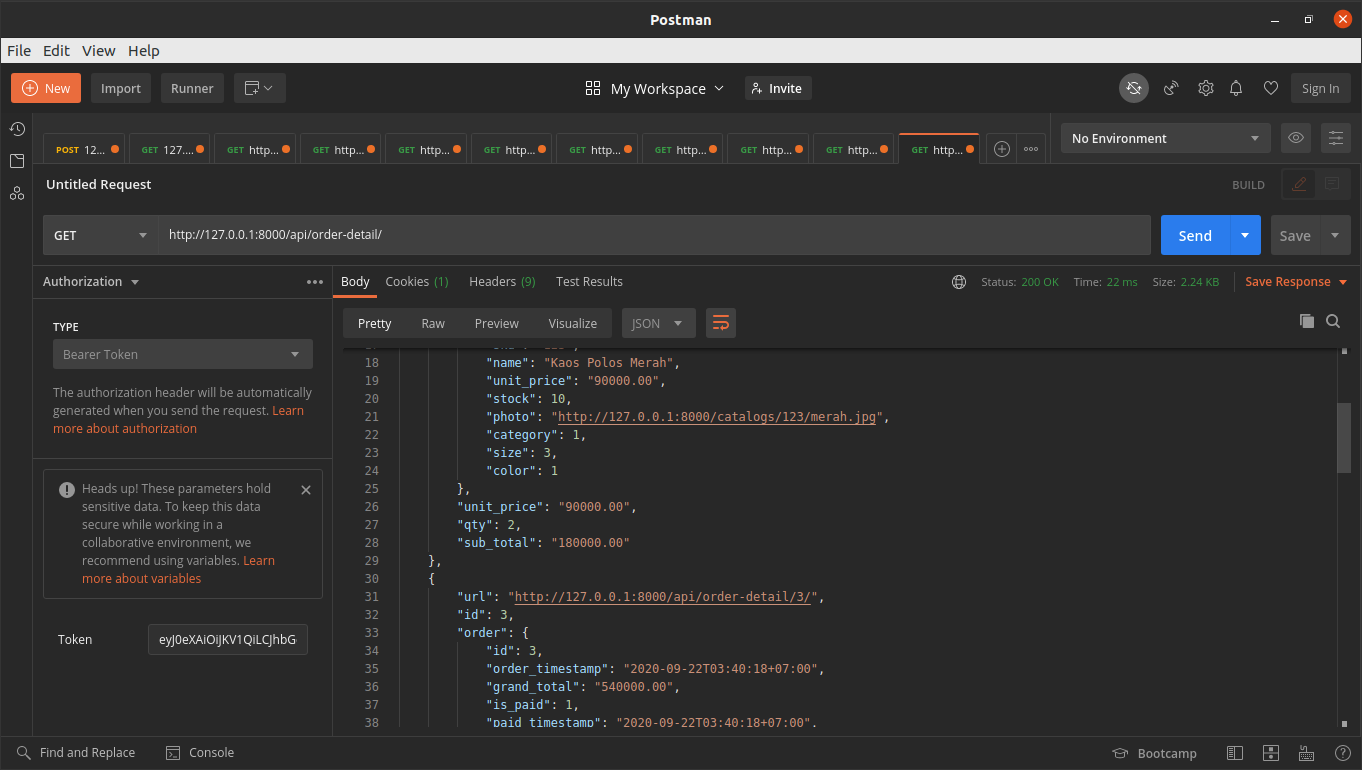 Postman
File Edit View Help
New Import Runner My Workspace Invite Sign In
POST 12... GET 127.... GET http... GET http... GET http... GET http... GET http... GET http... GET http... GET http... GET http... No Environment
Untitled Request BUILD
GET http://127.0.0.1:8000/api/order-detail/ Send Save
Authorization
Body Cookies (1) Headers (9) Test Results Status: 200 OK Time: 22 ms Size: 2.24 KB Save Response
Pretty Raw Preview Visualize JSON
TYPE
Bearer Token
The authorization header will be automatically
generated when you send the request. Learn
more about authorization
Heads up! These parameters hold
sensitive data. To keep this data
secure while working in a
collaborative environment, we
recommend using variables. Learn
more about variables
Token eyJ0eXAiOiJKV1QiLCJhbG
18 "name": "Kaos Polos Merah",
19 "unit_price": "90000.00",
20 "stock": 10,
21 "photo": "http://127.0.0.1:8000/catalogs/123/merah.jpg",
22 "category": 1,
23 "size": 3,
24 "color": 1
25 },
26 "unit_price": "90000.00",
27 "qty": 2,
28 "sub_total": "180000.00"
29 },
30 {
31 "url": "http://127.0.0.1:8000/api/order-detail/3/",
32 "id": 3,
33 "order": {
34 "id": 3,
35 "order_timestamp": "2020-09-22T03:40:18+07:00",
36 "grand_total": "540000.00",
37 "is_paid": 1,
38 "paid_timestamp": "2020-09-22T03:40:18+07:00",
Find and Replace Console Bootcamp